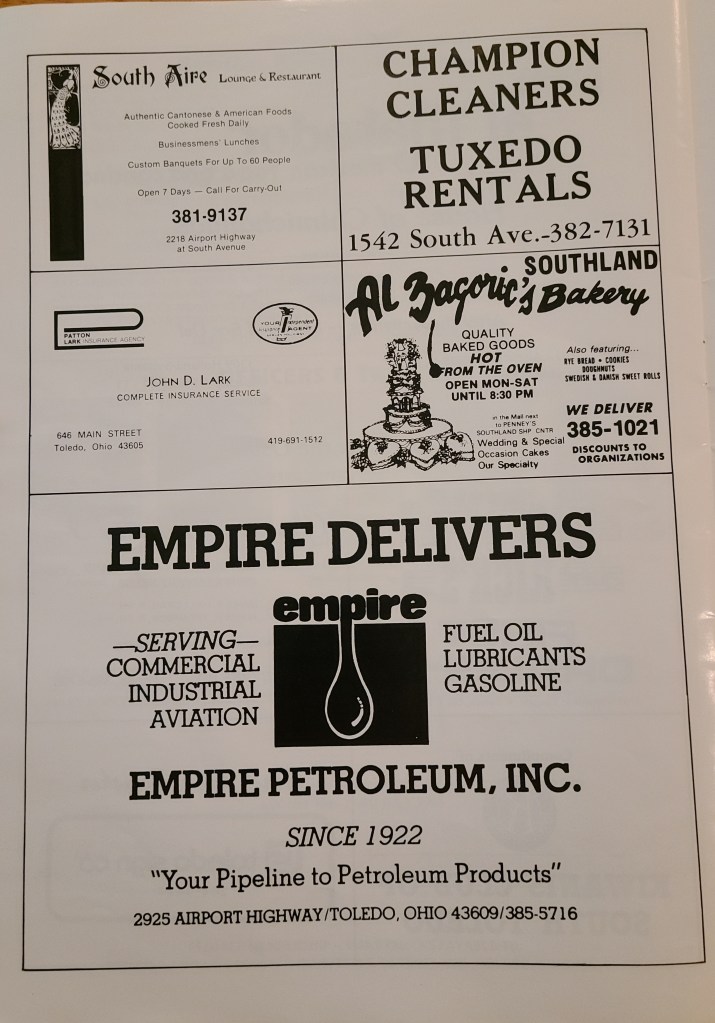 South Aire Lounge & Restaurant
Authentic Cantonese & American Foods
Cooked Fresh Daily
Businessmens' Lunches
Custom Banquets For Up To 60 People
Open 7 Days — Call For Carry-Out
381-9137
2218 Airport Highway
at South Avenue
CHAMPION
CLEANERS
TUXEDO
RENTALS
1542 South Ave.-382-7131
PATTON
LARK INSURANCE AGENCY
YOUR Independent
Insurance AGENT
JOHN D. LARK
COMPLETE INSURANCE SERVICE
646 MAIN STREET
Toledo, Ohio 43605
419-691-1512
SOUTHLAND
Al Zagoric's Bakery
QUALITY
BAKED GOODS
HOT
FROM THE OVEN
OPEN MON-SAT
UNTIL 8:30 PM
in the Mall next
to PENNEY'S
SOUTHLAND SHP. CNTR
Wedding & Special
Occasion Cakes
Our Specialty
Also featuring...
RYE BREAD • COOKIES
DOUGHNUTS
SWEDISH & DANISH SWEET ROLLS
WE DELIVER
385-1021
DISCOUNTS TO
ORGANIZATIONS
EMPIRE DELIVERS
empire
—SERVING—
COMMERCIAL
INDUSTRIAL
AVIATION
FUEL OIL
LUBRICANTS
GASOLINE
EMPIRE PETROLEUM, INC.
SINCE 1922
"Your Pipeline to Petroleum Products"
2925 AIRPORT HIGHWAY/TOLEDO, OHIO 43609/385-5716